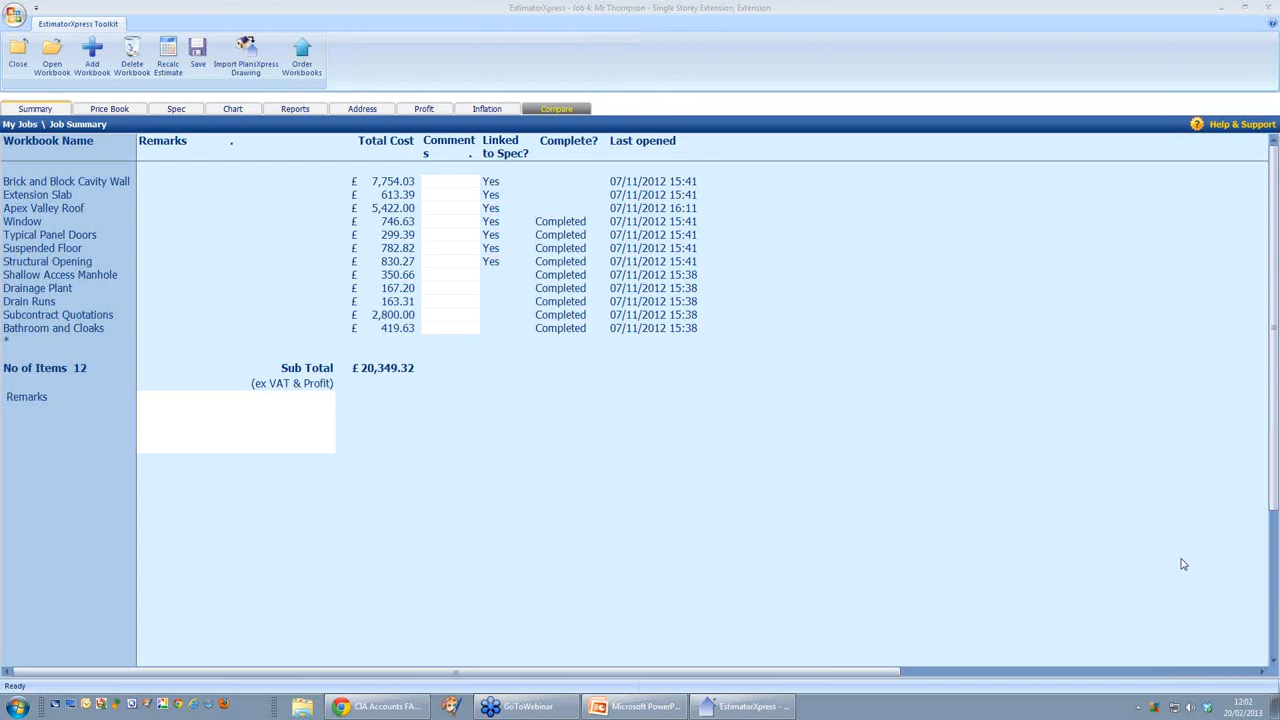 EstimatorXpress - Job 4: Mr Thompson - Single Storey Extension, Extension
EstimatorXpress Toolkit
Close
Open Workbook
Add Workbook
Delete Workbook
Recalc Estimate
Save
Import PlansXpress Drawing
Order Workbooks
Summary Price Book Spec Chart Reports Address Profit Inflation Compare
My Jobs \ Job Summary Help & Support
Workbook Name Remarks . Total Cost Comments . Linked to Spec? Complete? Last opened
Brick and Block Cavity Wall £ 7,754.03 Yes 07/11/2012 15:41
Extension Slab £ 613.39 Yes 07/11/2012 15:41
Apex Valley Roof £ 5,422.00 Yes 07/11/2012 16:11
Window £ 746.63 Yes Completed 07/11/2012 15:41
Typical Panel Doors £ 299.39 Yes Completed 07/11/2012 15:41
Suspended Floor £ 782.82 Yes Completed 07/11/2012 15:41
Structural Opening £ 830.27 Yes Completed 07/11/2012 15:41
Shallow Access Manhole £ 350.66 Completed 07/11/2012 15:38
Drainage Plant £ 167.20 Completed 07/11/2012 15:38
Drain Runs £ 163.31 Completed 07/11/2012 15:38
Subcontract Quotations £ 2,800.00 Completed 07/11/2012 15:38
Bathroom and Cloaks £ 419.63 Completed 07/11/2012 15:38
*
No of Items 12 Sub Total £ 20,349.32
(ex VAT & Profit)
Remarks
Ready
CIA Accounts FA... GoToWebinar Microsoft PowerP... EstimatorXpress - ... 12:02
20/02/2013